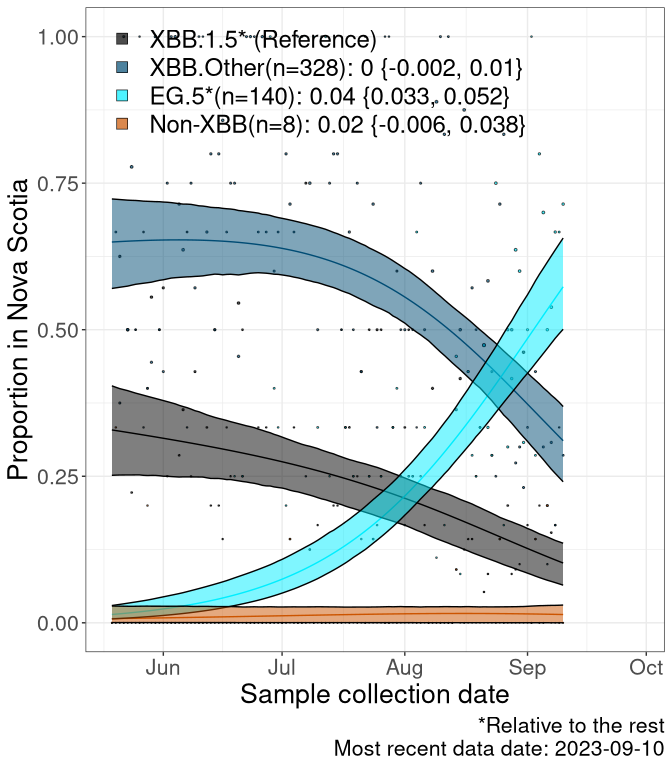 XBB.1.5* (Reference)
XBB.Other(n=328): 0 {-0.002, 0.01}
EG.5*(n=140): 0.04 {0.033, 0.052}
Non-XBB(n=8): 0.02 {-0.006, 0.038}
1.00
0.75
0.50
0.25
0.00
Proportion in Nova Scotia
Jun Jul Aug Sep Oct
Sample collection date
*Relative to the rest
Most recent data date: 2023-09-10